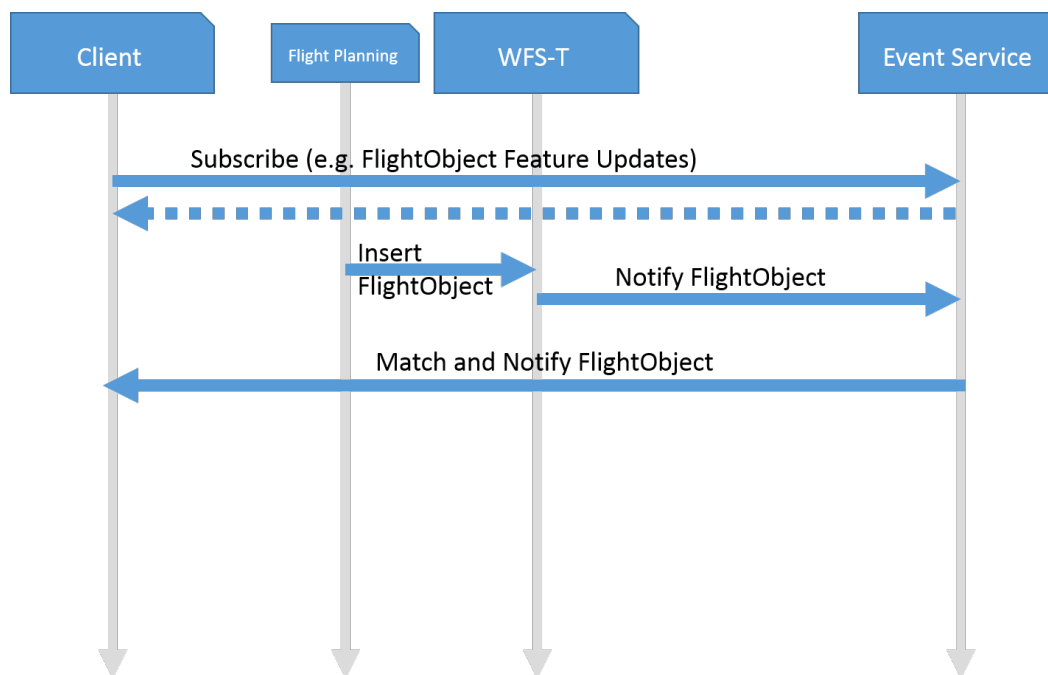 Client
Flight Planning
WFS-T
Event Service
Subscribe (e.g. FlightObject Feature Updates)
Insert
FlightObject
Notify FlightObject
Match and Notify FlightObject